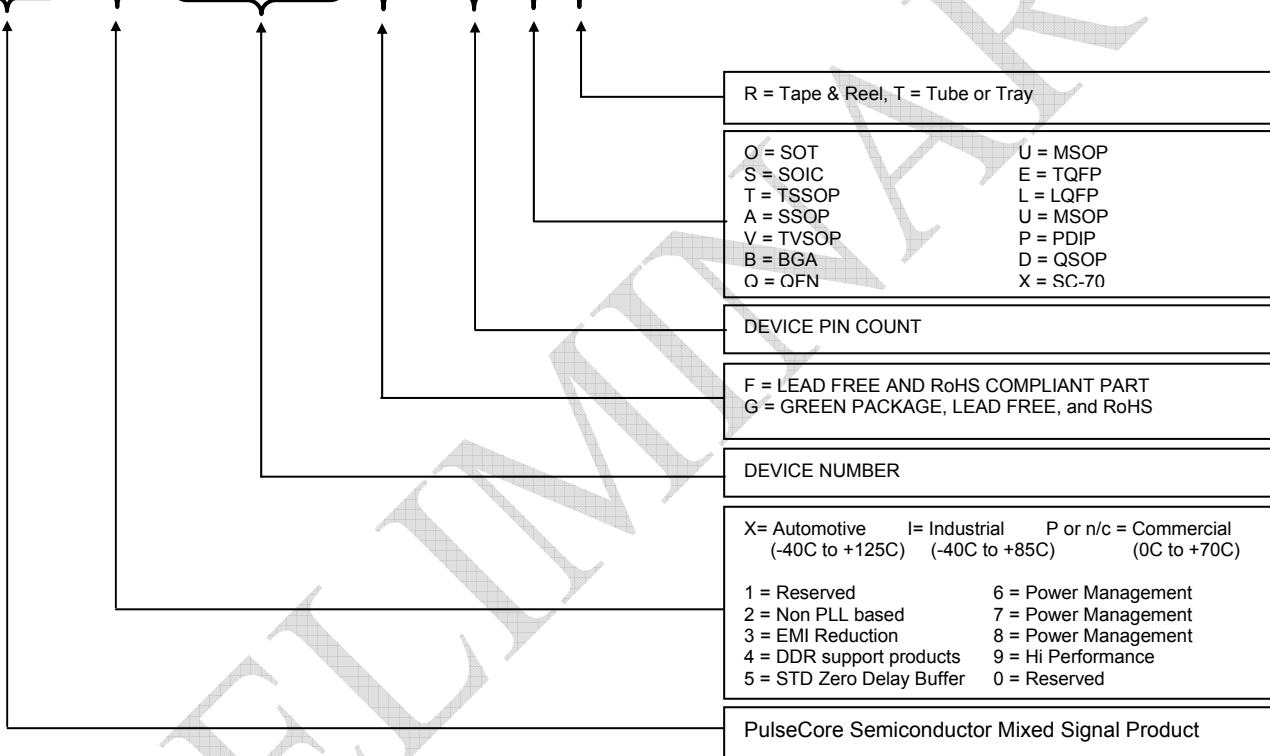 R = Tape & Reel, T = Tube or Tray
O = SOT U = MSOP
S = SOIC E = TQFP
T = TSSOP L = LQFP
A = SSOP U = MSOP
V = TVSOP P = PDIP
B = BGA D = QSOP
Q = QFN X = SC-70
DEVICE PIN COUNT
F = LEAD FREE AND RoHS COMPLIANT PART
G = GREEN PACKAGE, LEAD FREE, and RoHS
DEVICE NUMBER
X= Automotive I= Industrial P or n/c = Commercial
(-40C to +125C) (-40C to +85C) (0C to +70C)
1 = Reserved 6 = Power Management
2 = Non PLL based 7 = Power Management
3 = EMI Reduction 8 = Power Management
4 = DDR support products 9 = Hi Performance
5 = STD Zero Delay Buffer 0 = Reserved
PulseCore Semiconductor Mixed Signal Product
ELIMINAR